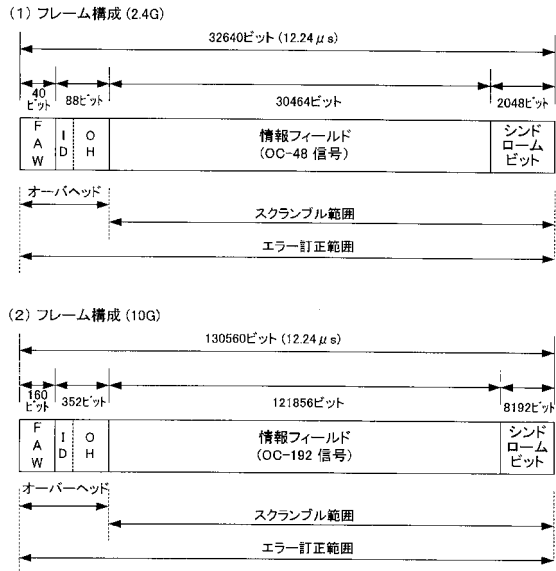 (1) フレーム構成 (2.4G)
32640ビット (12.24 μs)
40 ビット
88ビット
30464ビット
2048ビット
FAW
ID
OH
情報フィールド
(OC-48 信号)
シンド
ローム
ビット
オーバヘッド
スクランブル範囲
エラー訂正範囲
(2) フレーム構成 (10G)
130560ビット (12.24 μs)
160 ビット
352ビット
121856ビット
8192ビット
FAW
ID
OH
情報フィールド
(OC-192 信号)
シンド
ローム
ビット
オーバーヘッド
スクランブル範囲
エラー訂正範囲